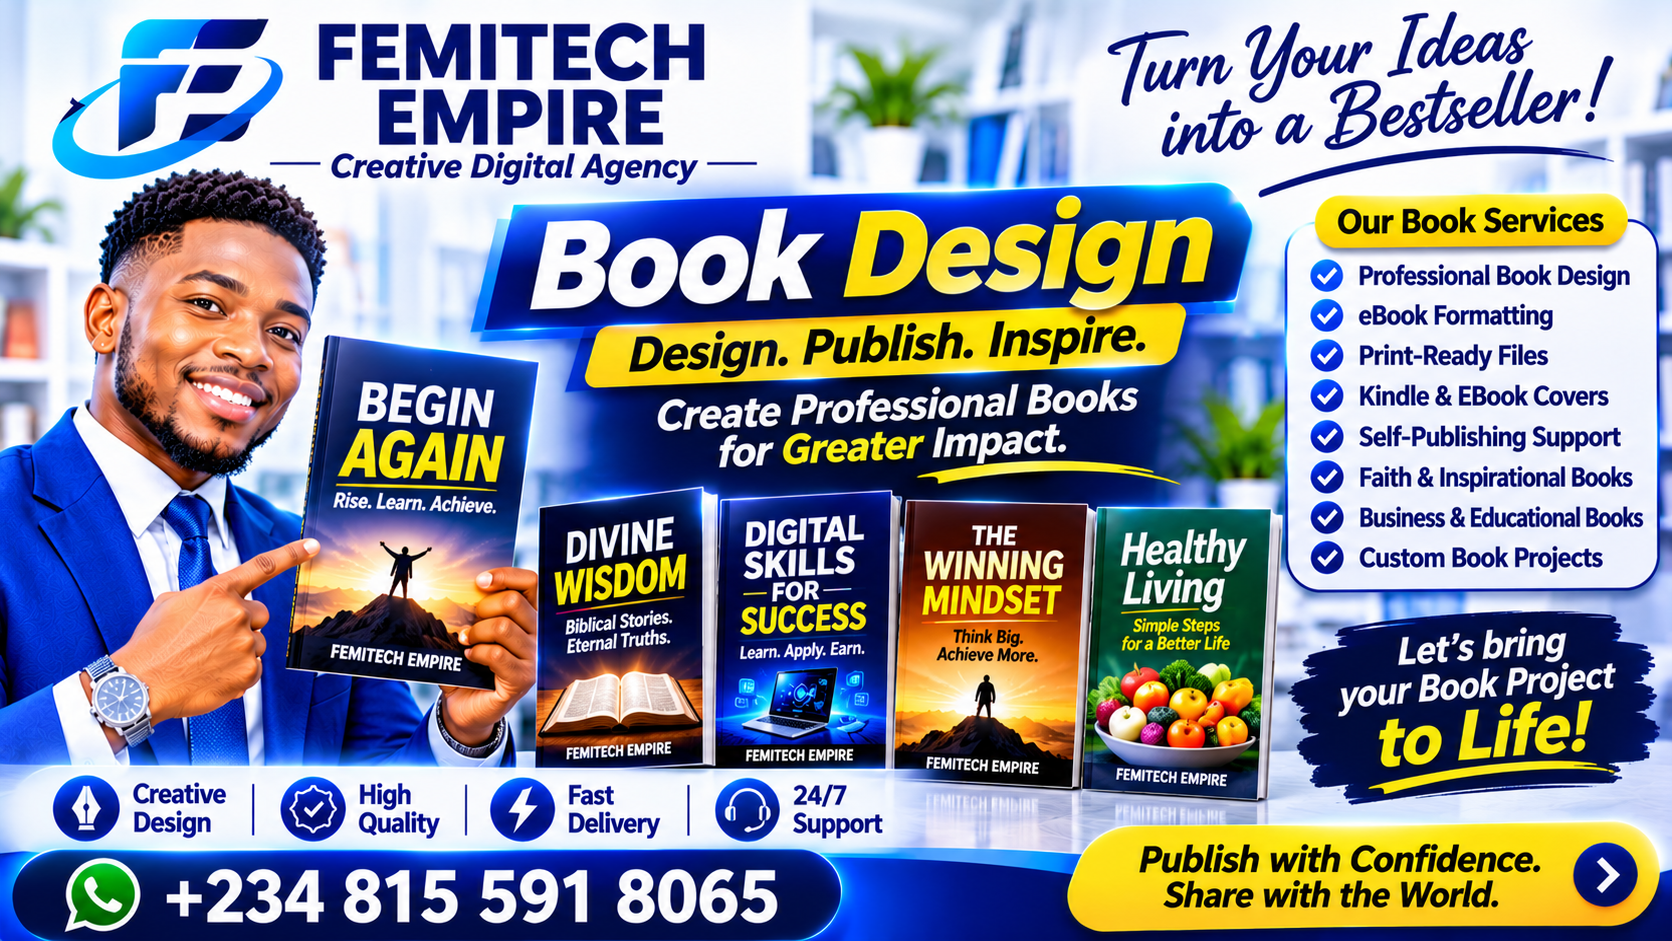 FEMITECH
EMPIRE
Creative Digital Agency
Turn Your Ideas
into a Bestseller!
Book Design
Design. Publish. Inspire.
Create Professional Books
for Greater Impact.
Our Book Services
Professional Book Design
eBook Formatting
Print-Ready Files
Kindle & EBook Covers
Self-Publishing Support
Faith & Inspirational Books
Business & Educational Books
Custom Book Projects
BEGIN
AGAIN
Rise. Learn. Achieve.
FEMITECH EMPIRE
DIVINE
WISDOM
Biblical Stories.
Eternal Truths.
FEMITECH EMPIRE
DIGITAL
SKILLS
FOR
SUCCESS
Learn. Apply. Earn.
FEMITECH EMPIRE
THE
WINNING
MINDSET
Think Big.
Achieve More.
FEMITECH EMPIRE
Healthy
Living
Simple Steps
for a Better Life
FEMITECH EMPIRE
Let's bring
your Book Project
to Life!
Creative
Design
High
Quality
Fast
Delivery
24/7
Support
+234 815 591 8065
Publish with Confidence.
Share with the World.